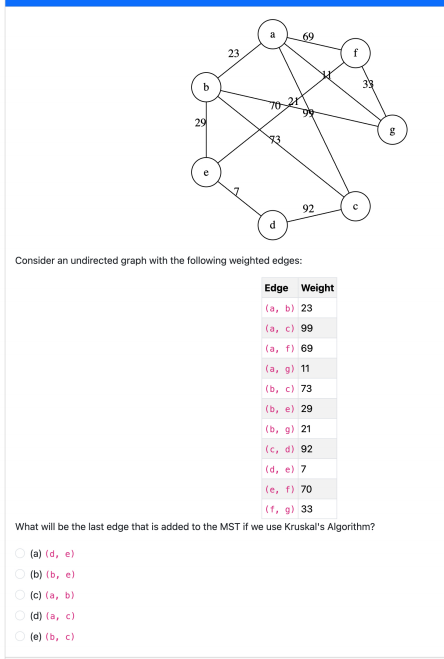 a
69
f
23
11
33
b
70
21
99
g
29
73
e
7
92
c
d
Consider an undirected graph with the following weighted edges:
Edge Weight
(a, b) 23
(a, c) 99
(a, f) 69
(a, g) 11
(b, c) 73
(b, e) 29
(b, g) 21
(c, d) 92
(d, e) 7
(e, f) 70
(f, g) 33
What will be the last edge that is added to the MST if we use Kruskal's Algorithm?
(a) (d, e)
(b) (b, e)
(c) (a, b)
(d) (a, c)
(e) (b, c)